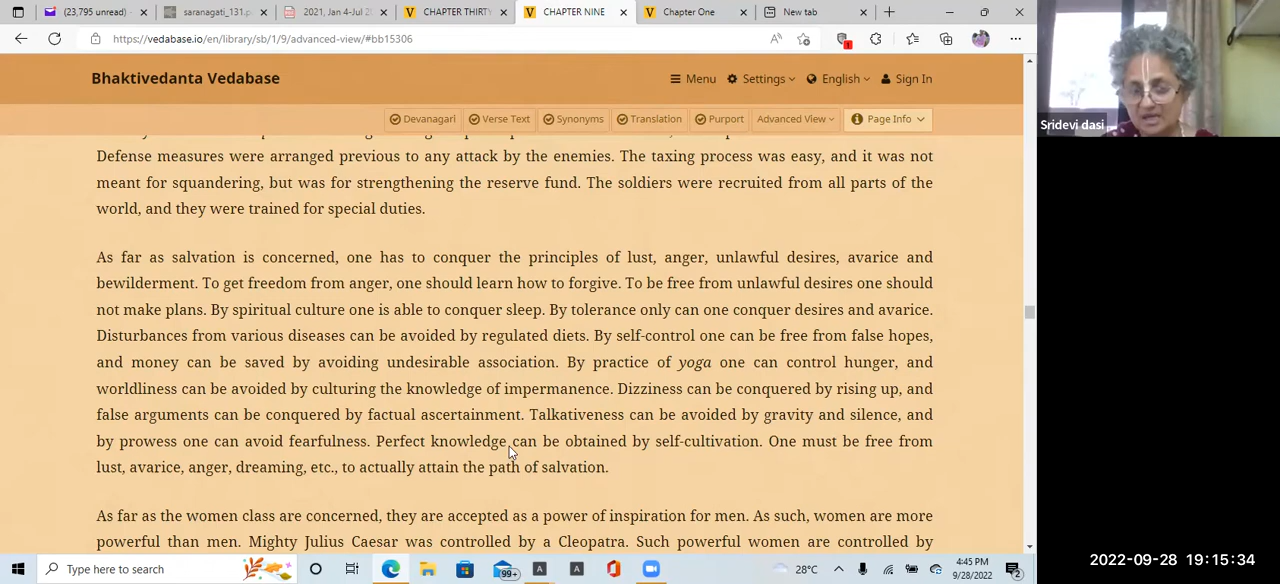 (23,795 unread) -
saranagati_131.p
2021, Jan 4-Jul 2
CHAPTER THIRTY
CHAPTER NINE
Chapter One
New tab
https://vedabase.io/en/library/sb/1/9/advanced-view/#bb15306
1
Bhaktivedanta Vedabase
Menu
Settings
English
Sign In
Sridevi dasi
Devanagari
Verse Text
Synonyms
Translation
Purport
Advanced View
Page Info
Defense measures were arranged previous to any attack by the enemies. The taxing process was easy, and it was not
meant for squandering, but was for strengthening the reserve fund. The soldiers were recruited from all parts of the
world, and they were trained for special duties.
As far as salvation is concerned, one has to conquer the principles of lust, anger, unlawful desires, avarice and
bewilderment. To get freedom from anger, one should learn how to forgive. To be free from unlawful desires one should
not make plans. By spiritual culture one is able to conquer sleep. By tolerance only can one conquer desires and avarice.
Disturbances from various diseases can be avoided by regulated diets. By self-control one can be free from false hopes,
and money can be saved by avoiding undesirable association. By practice of yoga one can control hunger, and
worldliness can be avoided by culturing the knowledge of impermanence. Dizziness can be conquered by rising up, and
false arguments can be conquered by factual ascertainment. Talkativeness can be avoided by gravity and silence, and
by prowess one can avoid fearfulness. Perfect knowledge can be obtained by self-cultivation. One must be free from
lust, avarice, anger, dreaming, etc., to actually attain the path of salvation.
As far as the women class are concerned, they are accepted as a power of inspiration for men. As such, women are more
powerful than men. Mighty Julius Caesar was controlled by a Cleopatra. Such powerful women are controlled by
Type here to search
99+
28°C
4:45 PM
9/28/2022
2
2022-09-28 19:15:34